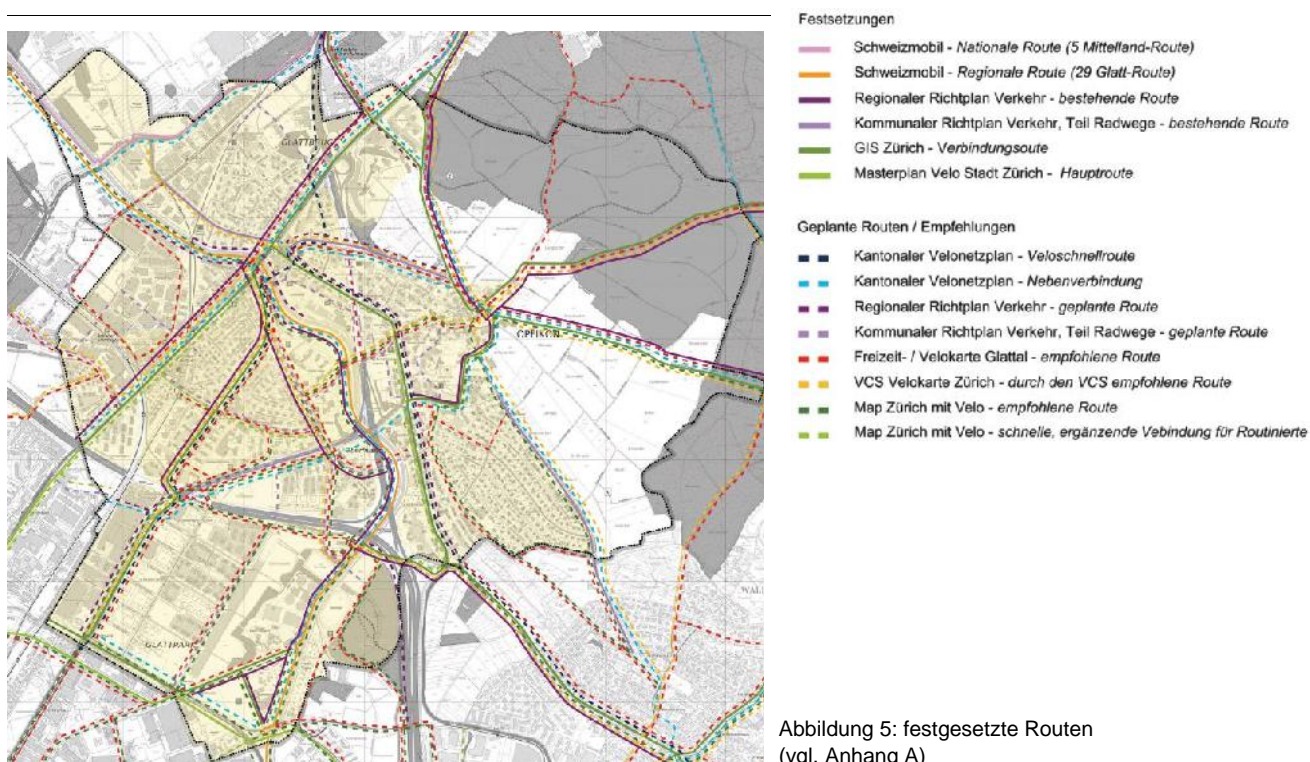 GLATTBRUGG
OPFIKON
GLATTPARK
WAL
Festsetzungen
Schweizmobil - Nationale Route (5 Mittelland-Route)
Schweizmobil - Regionale Route (29 Glatt-Route)
Regionaler Richtplan Verkehr - bestehende Route
Kommunaler Richtplan Verkehr, Teil Radwege - bestehende Route
GIS Zürich - Verbindungsoute
Masterplan Velo Stadt Zürich - Hauptroute
Geplante Routen / Empfehlungen
Kantonaler Velonetzplan - Veloschnellroute
Kantonaler Velonetzplan - Nebenverbindung
Regionaler Richtplan Verkehr - geplante Route
Kommunaler Richtplan Verkehr, Teil Radwege - geplante Route
Freizeit- / Velokarte Glattal - empfohlene Route
VCS Velokarte Zürich - durch den VCS empfohlene Route
Map Zürich mit Velo - empfohlene Route
Map Zürich mit Velo - schnelle, ergänzende Vebindung für Routinierte
Abbildung 5: festgesetzte Routen
(vgl. Anhang A)